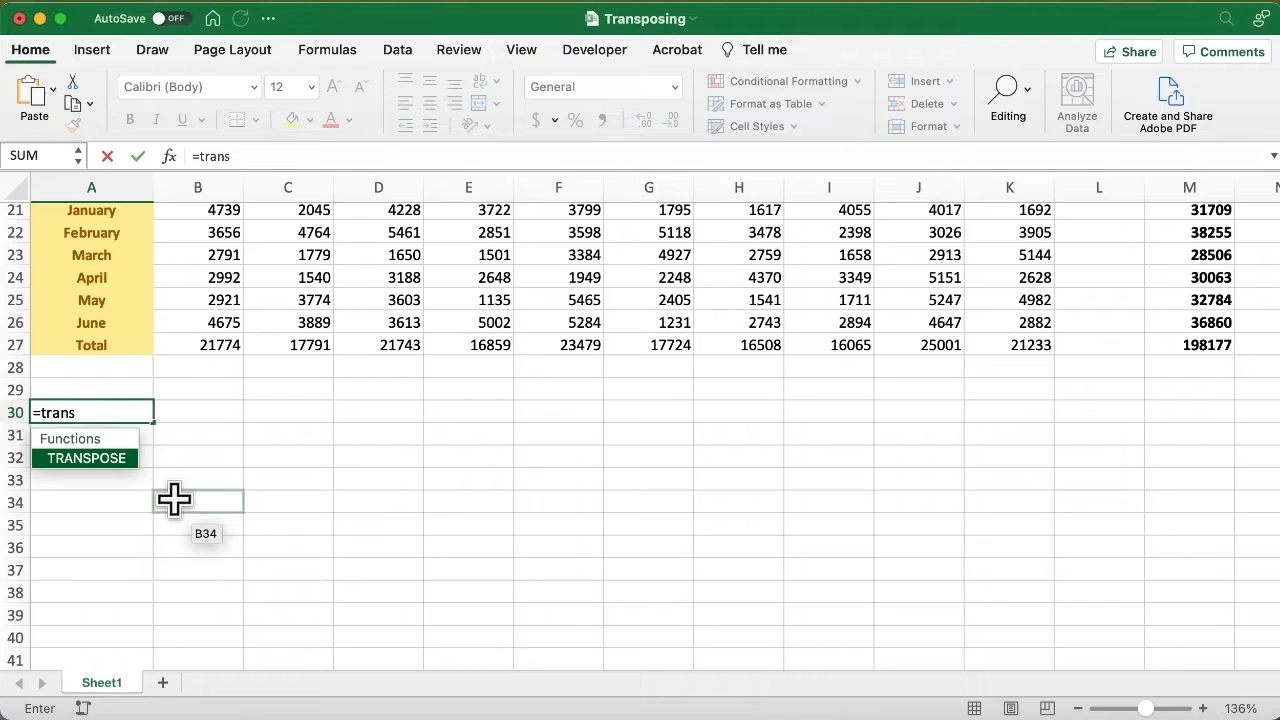 AutoSave OFF ... Transposing
Home Insert Draw Page Layout Formulas Data Review View Developer Acrobat Tell me Share Comments
Calibri (Body) 12 A A ab General Conditional Formatting Insert
Format as Table Delete
Paste B I U A $ % 9 Cell Styles Format Editing Analyze Data Create and Share Adobe PDF
SUM fx =trans
A B C D E F G H I J K L M N
21 January 4739 2045 4228 3722 3799 1795 1617 4055 4017 1692 31709
22 February 3656 4764 5461 2851 3598 5118 3478 2398 3026 3905 38255
23 March 2791 1779 1650 1501 3384 4927 2759 1658 2913 5144 28506
24 April 2992 1540 3188 2648 1949 2248 4370 3349 5151 2628 30063
25 May 2921 3774 3603 1135 5465 2405 1541 1711 5247 4982 32784
26 June 4675 3889 3613 5002 5284 1231 2743 2894 4647 2882 36860
27 Total 21774 17791 21743 16859 23479 17724 16508 16065 25001 21233 198177
28
29
30 =trans
31 Functions
32 TRANSPOSE
33
34
35 B34
36
37
38
39
40
41
Sheet1 +
Enter 136%